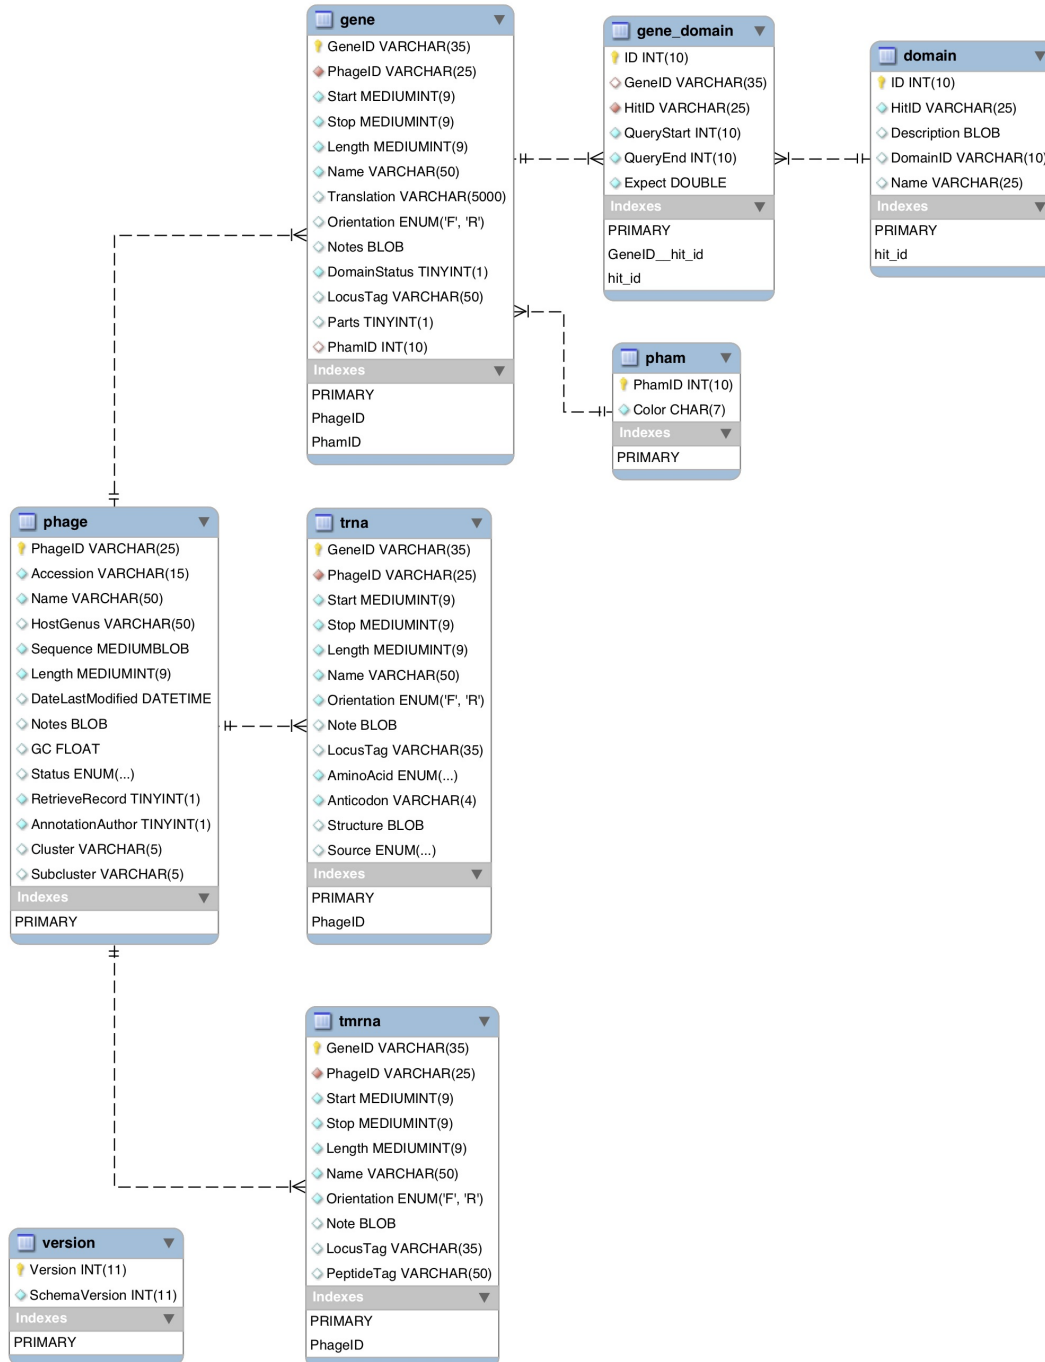 gene
GeneID VARCHAR(35)
PhageID VARCHAR(25)
Start MEDIUMINT(9)
Stop MEDIUMINT(9)
Length MEDIUMINT(9)
Name VARCHAR(50)
Translation VARCHAR(5000)
Orientation ENUM('F', 'R')
Notes BLOB
DomainStatus TINYINT(1)
LocusTag VARCHAR(50)
Parts TINYINT(1)
PhamID INT(10)
Indexes
PRIMARY
PhageID
PhamID
gene_domain
ID INT(10)
GeneID VARCHAR(35)
HitID VARCHAR(25)
QueryStart INT(10)
QueryEnd INT(10)
Expect DOUBLE
Indexes
PRIMARY
GeneID__hit_id
hit_id
domain
ID INT(10)
HitID VARCHAR(25)
Description BLOB
DomainID VARCHAR(10)
Name VARCHAR(25)
Indexes
PRIMARY
hit_id
pham
PhamID INT(10)
Color CHAR(7)
Indexes
PRIMARY
phage
PhageID VARCHAR(25)
Accession VARCHAR(15)
Name VARCHAR(50)
HostGenus VARCHAR(50)
Sequence MEDIUMBLOB
Length MEDIUMINT(9)
DateLastModified DATETIME
Notes BLOB
GC FLOAT
Status ENUM(...)
RetrieveRecord TINYINT(1)
AnnotationAuthor TINYINT(1)
Cluster VARCHAR(5)
Subcluster VARCHAR(5)
Indexes
PRIMARY
trna
GeneID VARCHAR(35)
PhageID VARCHAR(25)
Start MEDIUMINT(9)
Stop MEDIUMINT(9)
Length MEDIUMINT(9)
Name VARCHAR(50)
Orientation ENUM('F', 'R')
Note BLOB
LocusTag VARCHAR(35)
AminoAcid ENUM(...)
Anticodon VARCHAR(4)
Structure BLOB
Source ENUM(...)
Indexes
PRIMARY
PhageID
tmrna
GeneID VARCHAR(35)
PhageID VARCHAR(25)
Start MEDIUMINT(9)
Stop MEDIUMINT(9)
Length MEDIUMINT(9)
Name VARCHAR(50)
Orientation ENUM('F', 'R')
Note BLOB
LocusTag VARCHAR(35)
PeptideTag VARCHAR(50)
Indexes
PRIMARY
PhageID
version
Version INT(11)
SchemaVersion INT(11)
Indexes
PRIMARY